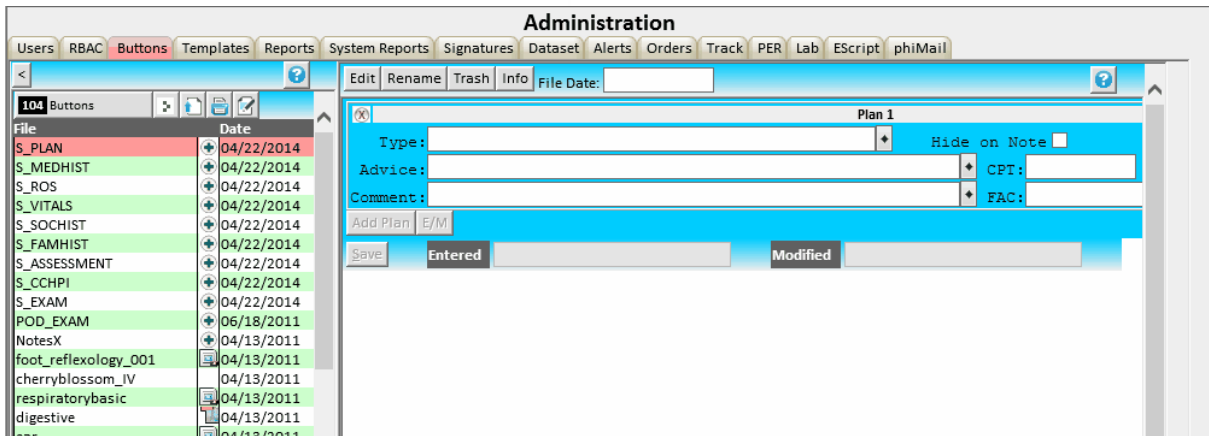 Administration
Users RBAC Buttons Templates Reports System Reports Signatures Dataset Alerts Orders Track PER Lab EScript phiMail
<
?
104 Buttons
File Date
S_PLAN 04/22/2014
S_MEDHIST 04/22/2014
S_ROS 04/22/2014
S_VITALS 04/22/2014
S_SOCHIST 04/22/2014
S_FAMHIST 04/22/2014
S_ASSESSMENT 04/22/2014
S_CCHPI 04/22/2014
S_EXAM 04/22/2014
POD_EXAM 06/18/2011
NotesX 04/13/2011
foot_reflexology_001 04/13/2011
cherryblossom_IV 04/13/2011
respiratorybasic 04/13/2011
digestive 04/13/2011
04/13/2011
Edit Rename Trash Info File Date:
?
Plan 1
Type: Hide on Note
Advice: CPT:
Comment: FAC:
Add Plan E/M
Save Entered Modified